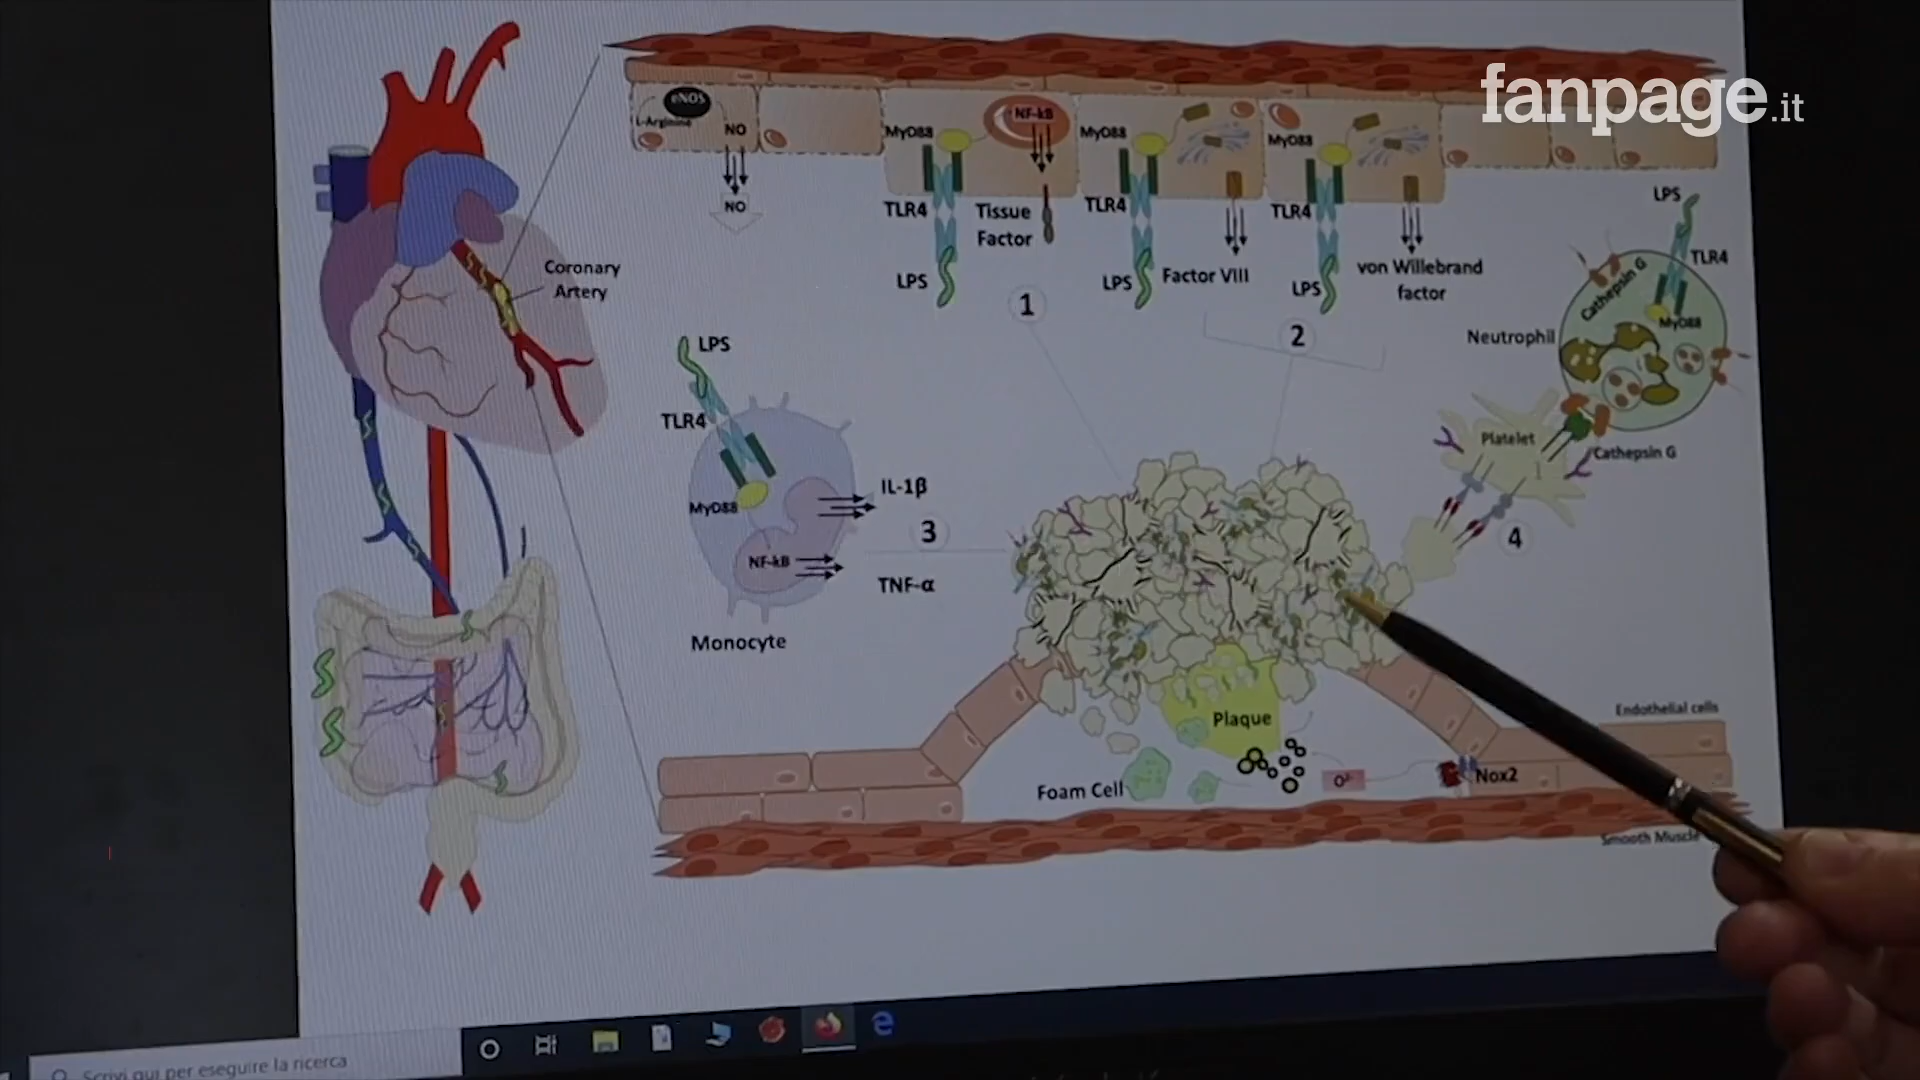 fanpage.it
eNOS
L-Arginine
NO
NO
MyD88
NF-kB
TLR4
Tissue
Factor
LPS
1
MyD88
TLR4
LPS
Factor VIII
MyD88
TLR4
LPS
von Willebrand
factor
2
LPS
TLR4
Cathepsin G
MyD88
Neutrophil
Platelet
Cathepsin G
4
Coronary
Artery
LPS
TLR4
MyD88
IL-1β
3
NF-kB
TNF-α
Monocyte
Plaque
Foam Cell
O²⁻
Nox2
Endothelial cells
Smooth Muscle
Scrivi qui per eseguire la ricerca